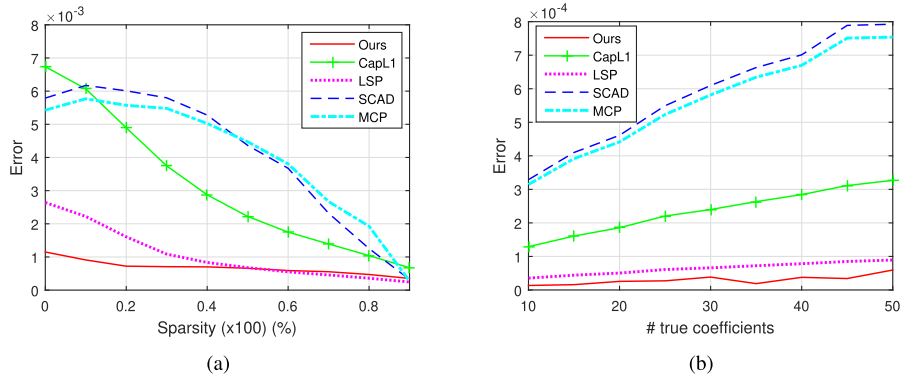 ×10⁻³
8
7
6
5
4
3
2
1
0
Error
0 0.2 0.4 0.6 0.8
Sparsity (x100) (%)
Ours
CapL1
LSP
SCAD
MCP
(a)
×10⁻⁴
8
7
6
5
4
3
2
1
0
Error
10 20 30 40 50
# true coefficients
Ours
CapL1
LSP
SCAD
MCP
(b)